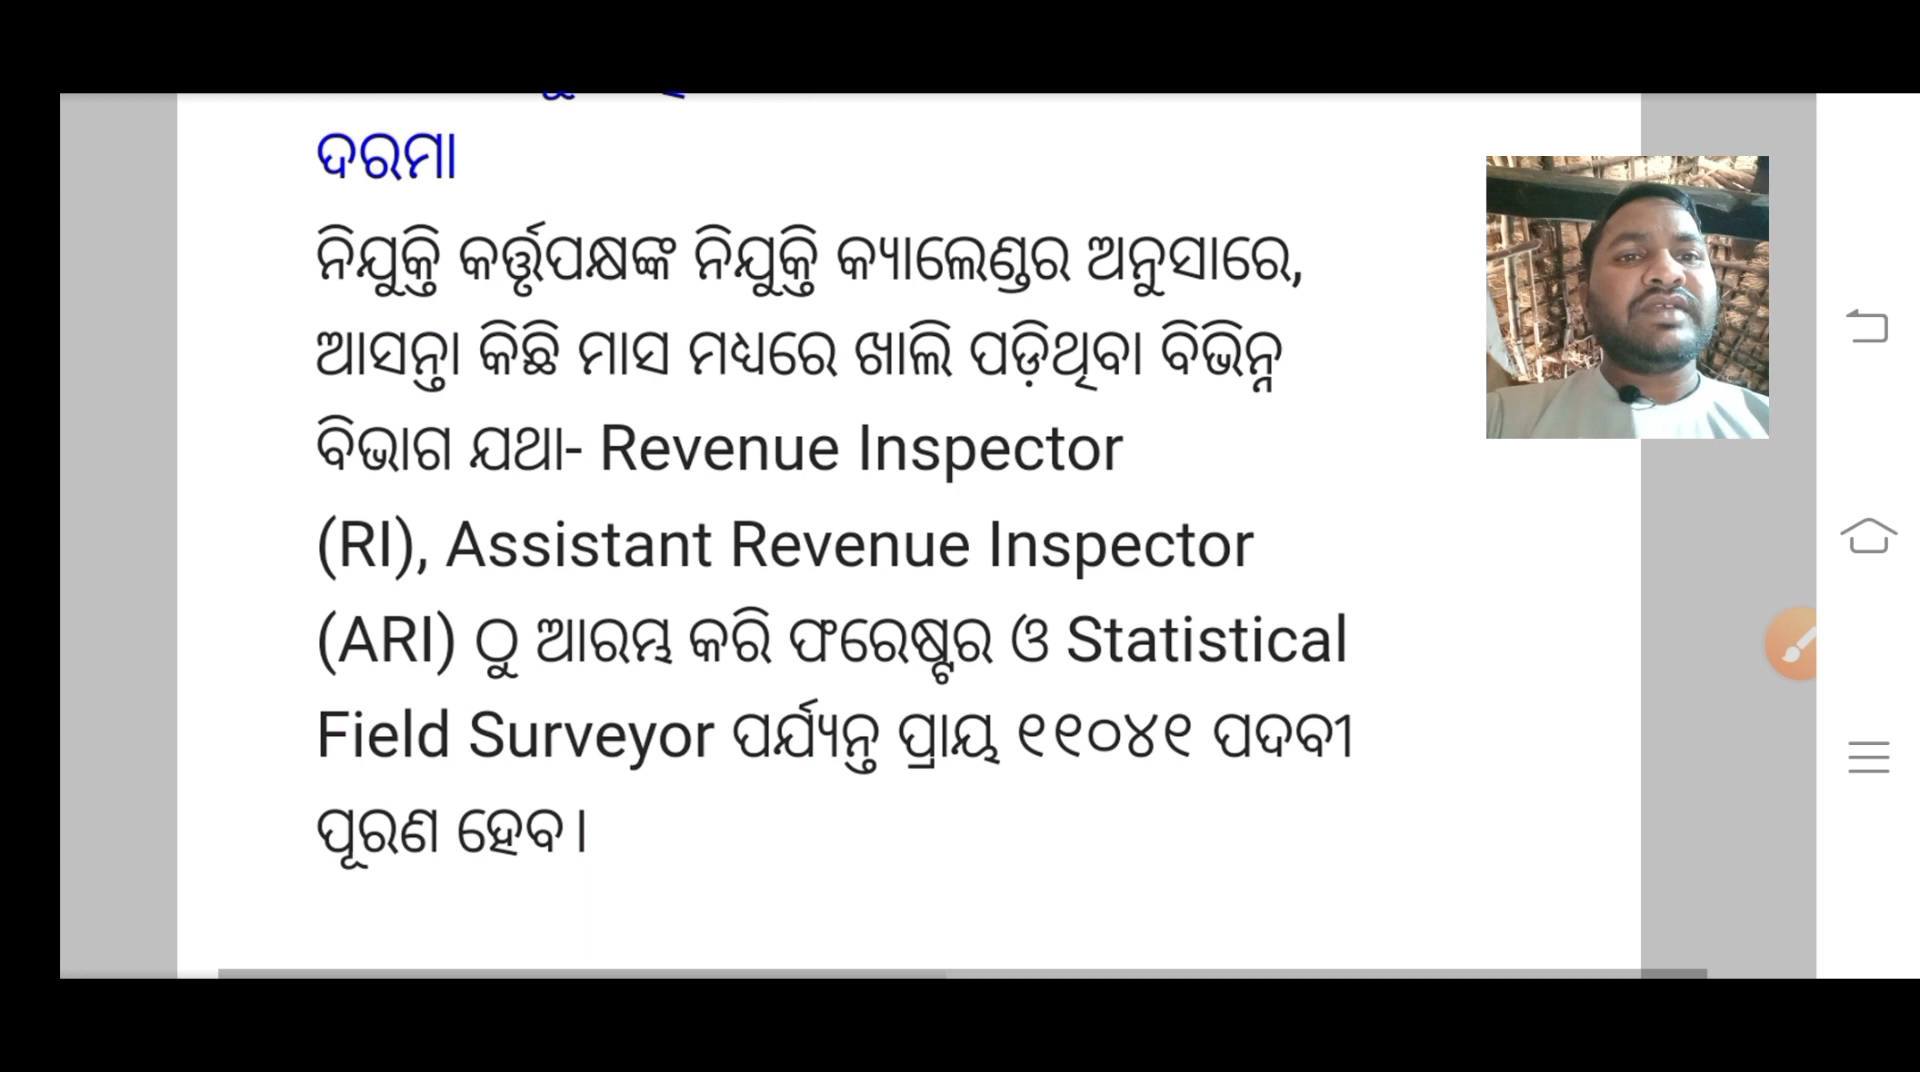 ଦରମା
ନିଯୁକ୍ତି କର୍ତ୍ତୃପକ୍ଷଙ୍କ ନିଯୁକ୍ତି କ୍ୟାଲେଣ୍ଡର ଅନୁସାରେ,
ଆସନ୍ତା କିଛି ମାସ ମଧ୍ୟରେ ଖାଲି ପଡ଼ିଥିବା ବିଭିନ୍ନ
ବିଭାଗ ଯଥା- Revenue Inspector
(RI), Assistant Revenue Inspector
(ARI) ଠୁ ଆରମ୍ଭ କରି ଫରେଷ୍ଟର ଓ Statistical
Field Surveyor ପର୍ଯ୍ୟନ୍ତ ପ୍ରାୟ ୧୧୦୪୧ ପଦବୀ
ପୂରଣ ହେବ।